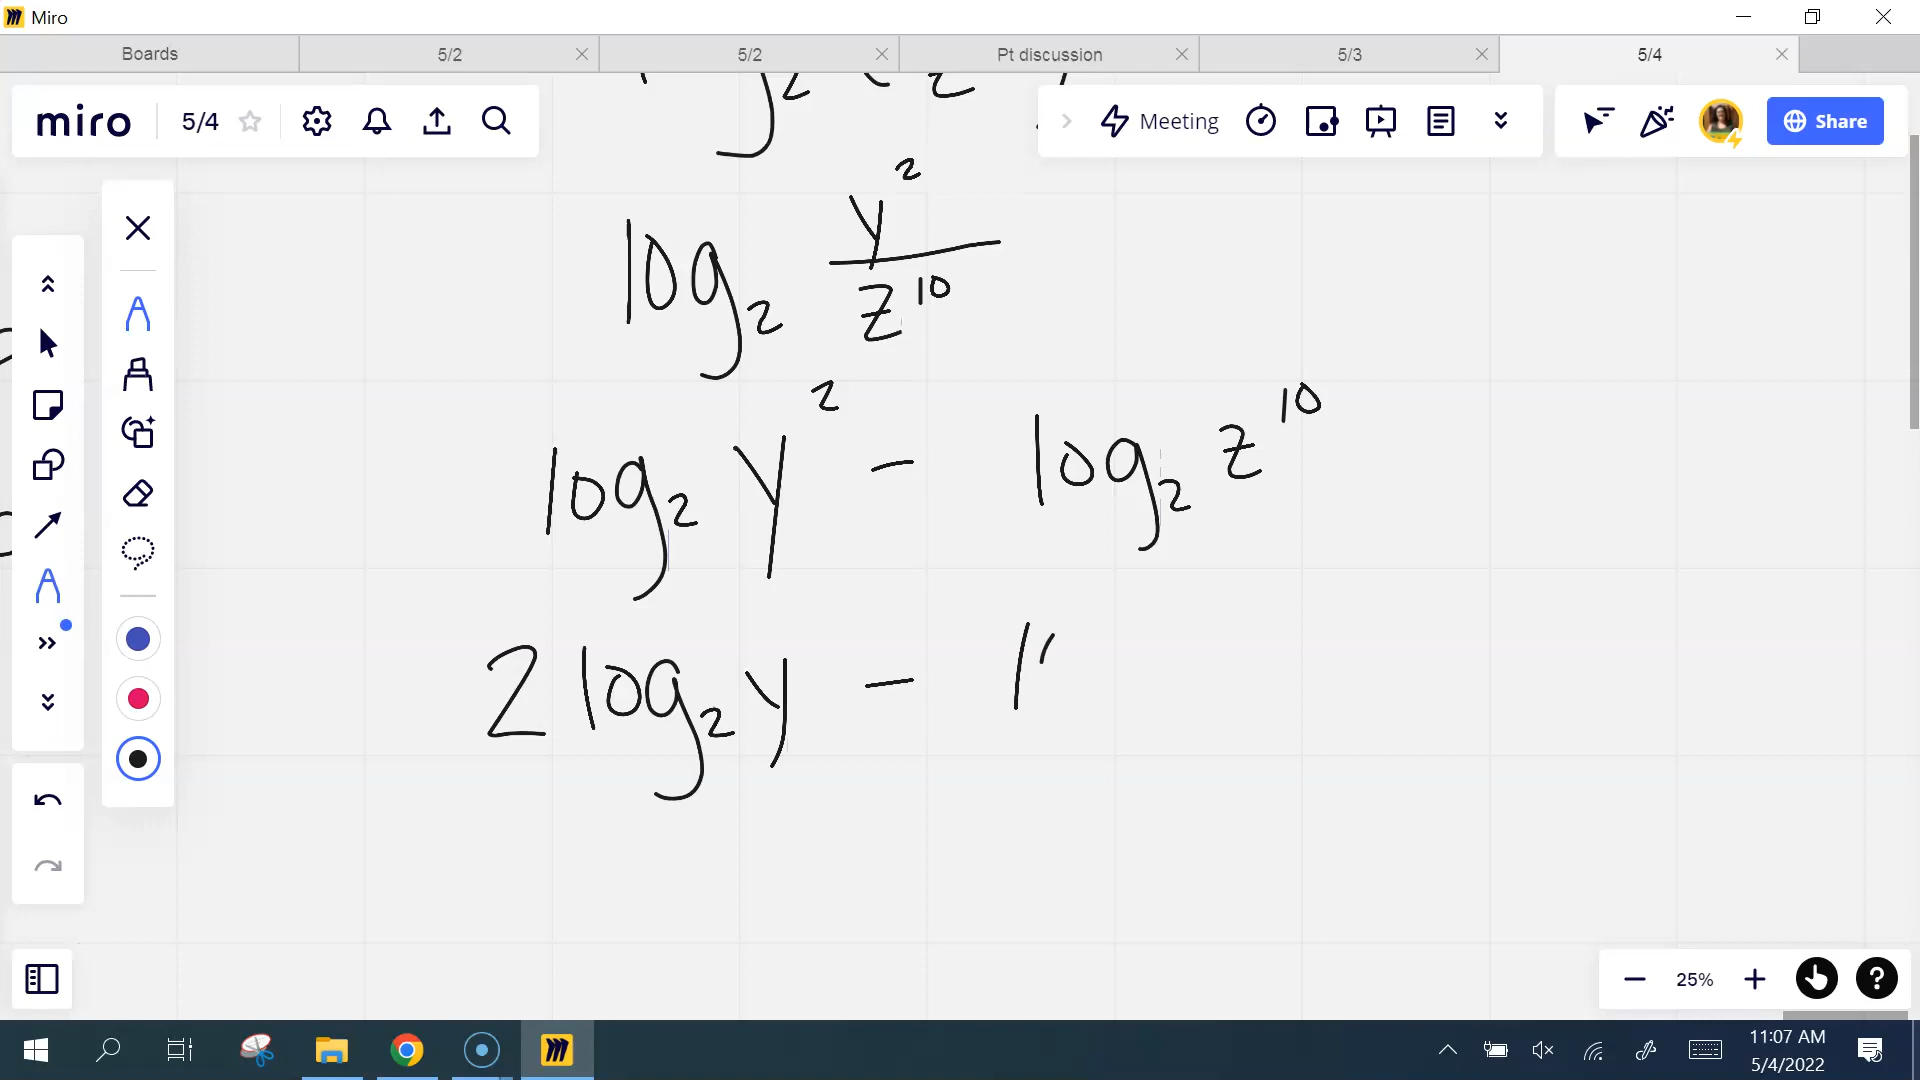 Miro
Boards 5/2 5/2 Pt discussion 5/3 5/4
miro 5/4 Meeting Share
log₂ y² / z¹⁰
log₂ y² - log₂ z¹⁰
2 log₂ y - 1
25%
11:07 AM
5/4/2022